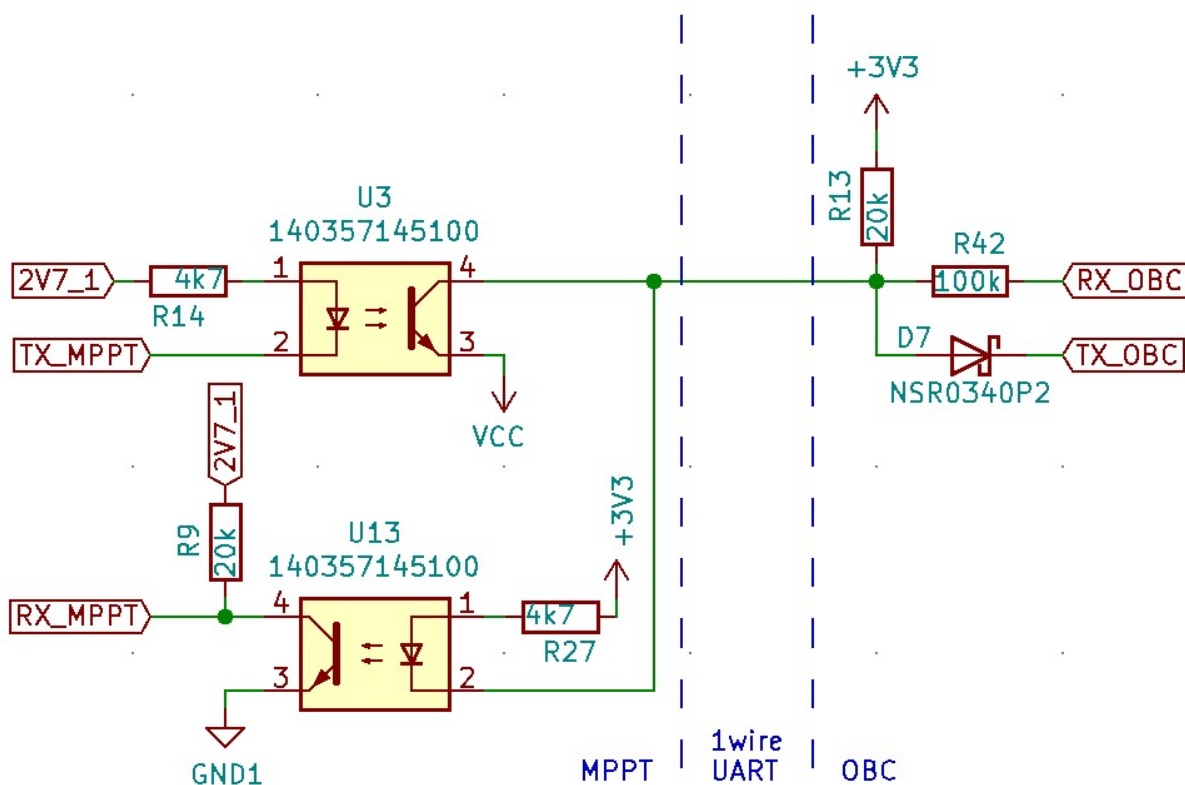 +3V3
U3
140357145100
R13
20k
R42
2V7_1
4k7
1
4
100k
RX_OBC
R14
TX_MPPT
2
3
D7
TX_OBC
NSR0340P2
2V7_1
VCC
+3V3
R9
20k
U13
140357145100
RX_MPPT
4
1
4k7
R27
3
2
GND1
MPPT
1wire
UART
OBC